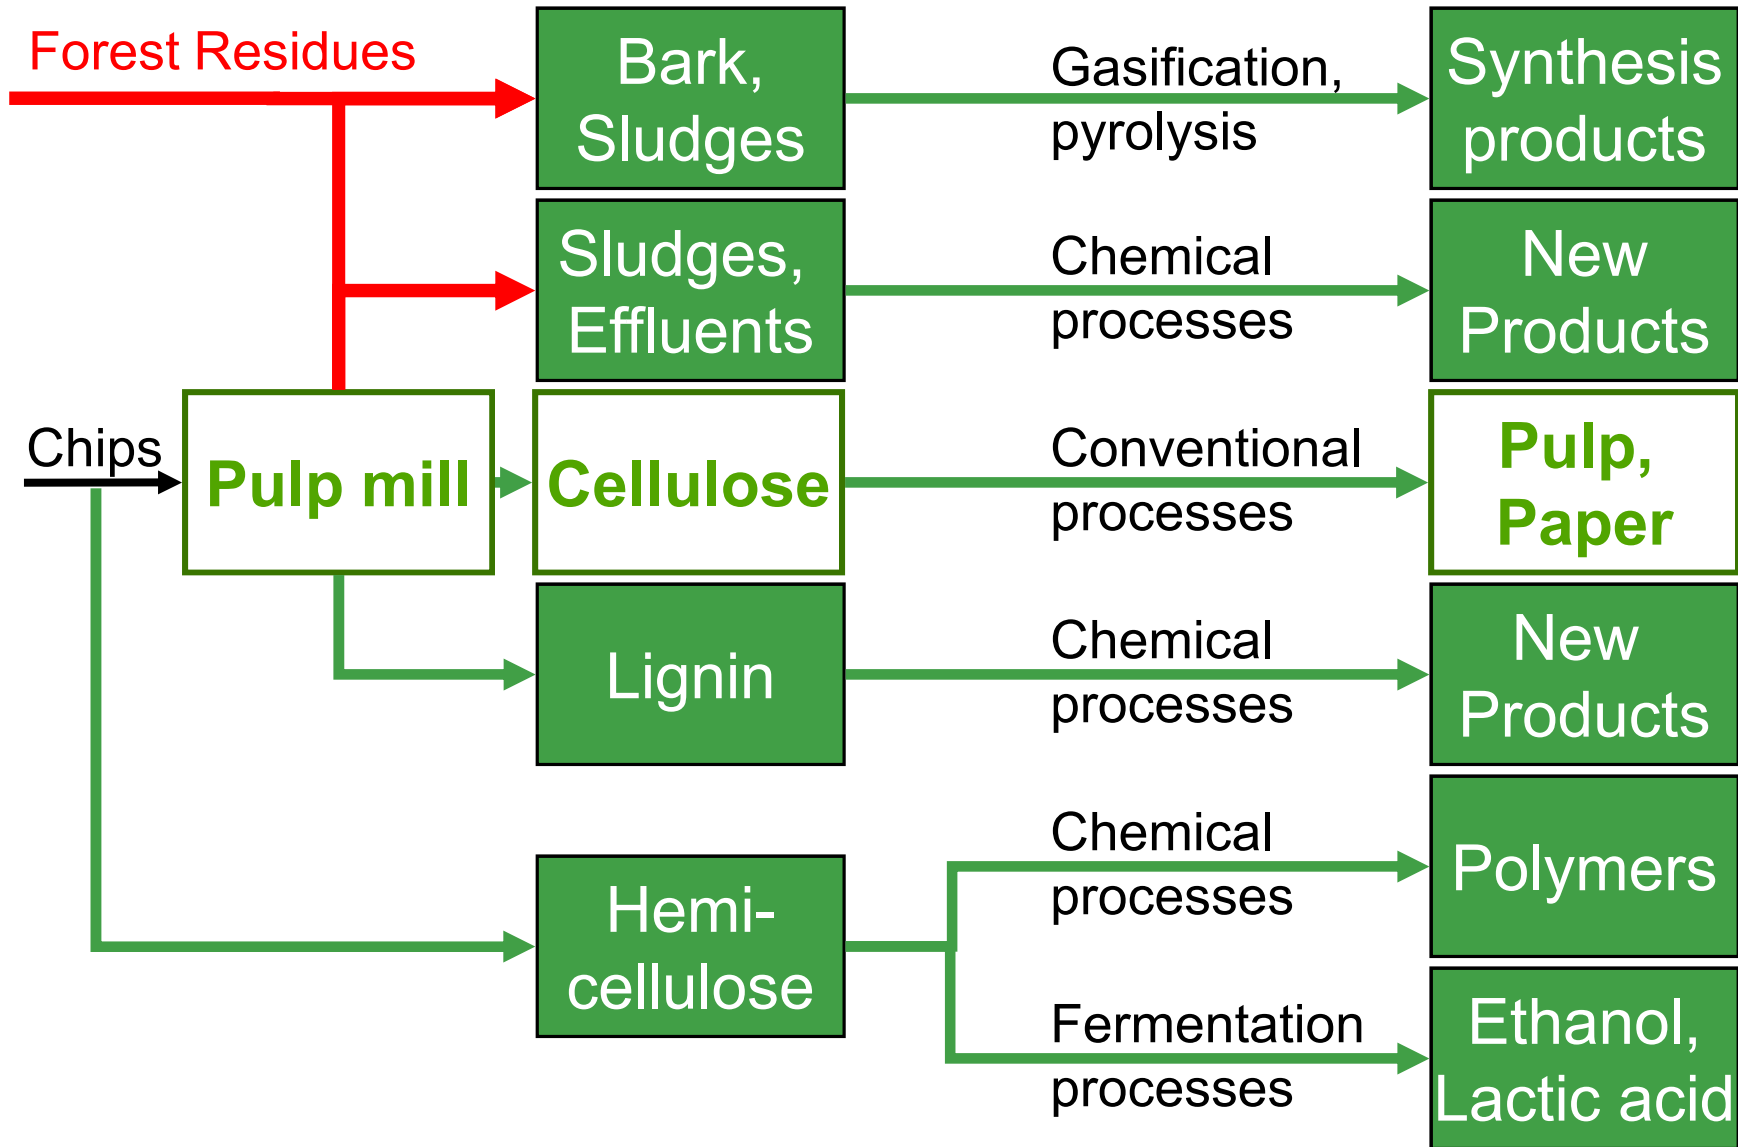 Forest Residues
Bark,
Sludges
Gasification,
pyrolysis
Synthesis
products
Sludges,
Effluents
Chemical
processes
New
Products
Chips
Pulp mill
Cellulose
Conventional
processes
Pulp,
Paper
Lignin
Chemical
processes
New
Products
Hemi-
cellulose
Chemical
processes
Polymers
Fermentation
processes
Ethanol,
Lactic acid